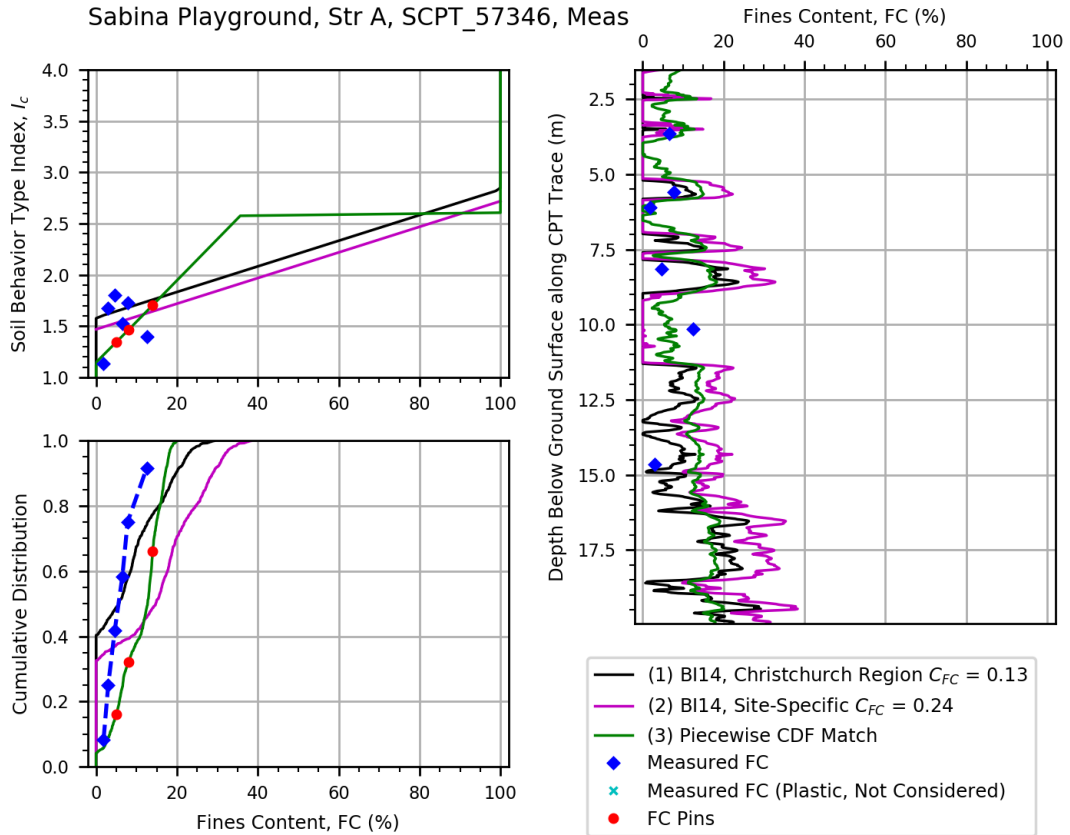 Sabina Playground, Str A, SCPT_57346, Meas
Fines Content, FC (%)
0 20 40 60 80 100
4.0
3.5
3.0
2.5
2.0
1.5
1.0
Soil Behavior Type Index, I_c
0 20 40 60 80 100
1.0
0.8
0.6
0.4
0.2
0.0
Cumulative Distribution
0 20 40 60 80 100
Fines Content, FC (%)
2.5
5.0
7.5
10.0
12.5
15.0
17.5
Depth Below Ground Surface along CPT Trace (m)
(1) BI14, Christchurch Region C_FC = 0.13
(2) BI14, Site-Specific C_FC = 0.24
(3) Piecewise CDF Match
Measured FC
Measured FC (Plastic, Not Considered)
FC Pins